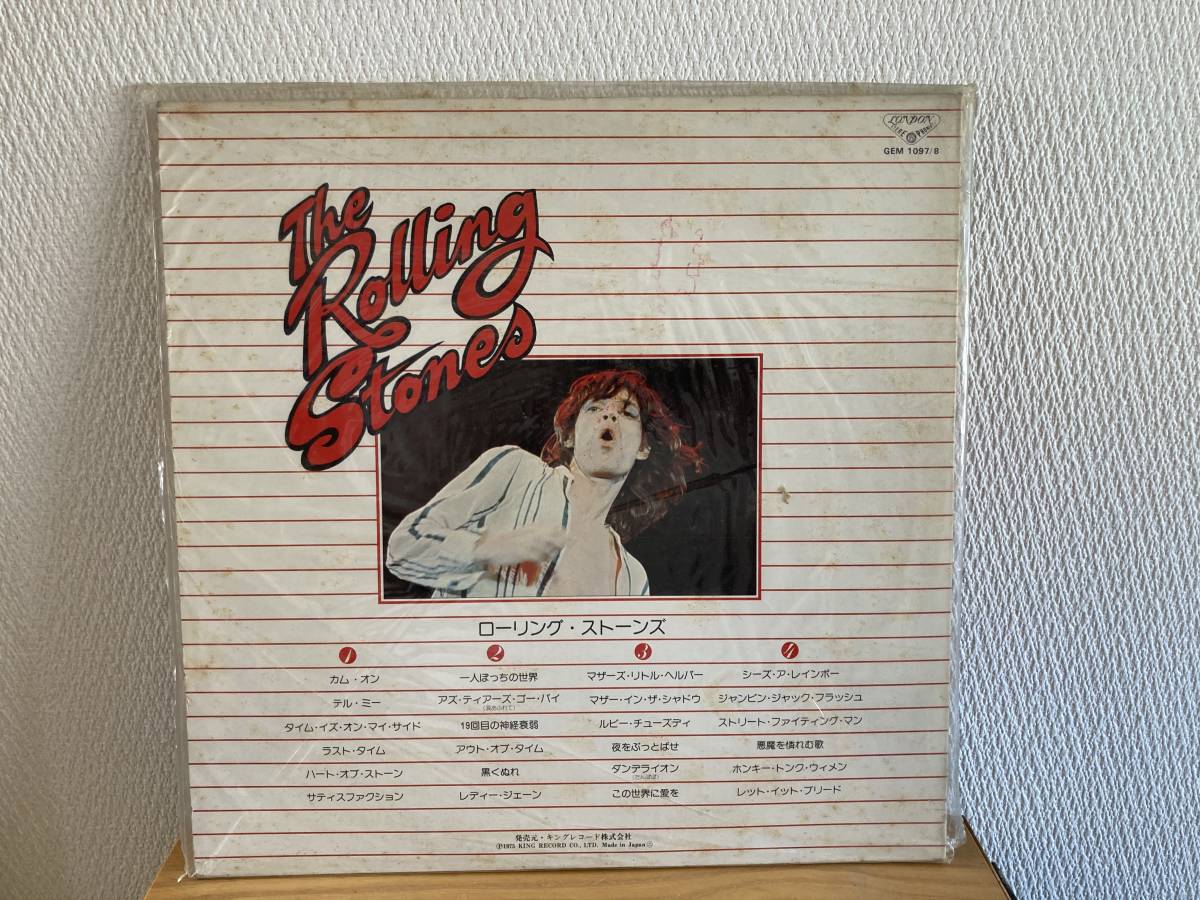 LONDON
GEM 1097/8
The
Rolling
Stones
ローリング・ストーンズ
1
カム・オン
テル・ミー
タイム・イズ・オン・マイ・サイド
ラスト・タイム
ハート・オブ・ストーン
サティスファクション
2
一人ぼっちの世界
アズ・ティアーズ・ゴー・バイ
(涙あふれて)
19回目の神経衰弱
アウト・オブ・タイム
黒くぬれ
レディー・ジェーン
3
マザーズ・リトル・ヘルパー
マザー・イン・ザ・シャドウ
ルビー・チューズディ
夜をぶっとばせ
ダンデライオン
(たんぽぽ)
この世界に愛を
4
シーズ・ア・レインボー
ジャンピン・ジャック・フラッシュ
ストリート・ファイティング・マン
悪魔を憐れむ歌
ホンキー・トンク・ウィメン
レット・イット・ブリード
発売元・キングレコード株式会社
Ⓟ1975 KING RECORD CO., LTD. Made in Japan